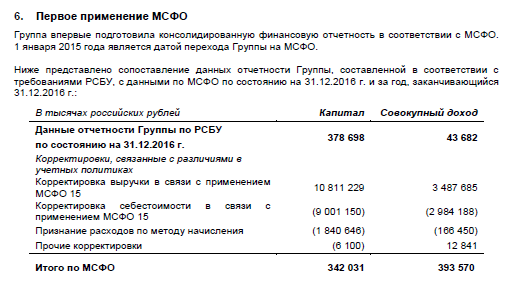 6. Первое применение МСФО
Группа впервые подготовила консолидированную финансовую отчетность в соответствии с МСФО.
1 января 2015 года является датой перехода Группы на МСФО.
Ниже представлено сопоставление данных отчетности Группы, составленной в соответствии с
требованиями РСБУ, с данными по МСФО по состоянию на 31.12.2016 г. и за год, заканчивающийся
31.12.2016 г.:
В тысячах российских рублей Капитал Совокупный доход
Данные отчетности Группы по РСБУ
по состоянию на 31.12.2016 г. 378 698 43 682
Корректировки, связанные с различиями в
учетных политиках
Корректировка выручки в связи с применением
МСФО 15 10 811 229 3 487 685
Корректировка себестоимости в связи с
применением МСФО 15 (9 001 150) (2 984 188)
Признание расходов по методу начисления (1 840 646) (166 450)
Прочие корректировки (6 100) 12 841
Итого по МСФО 342 031 393 570